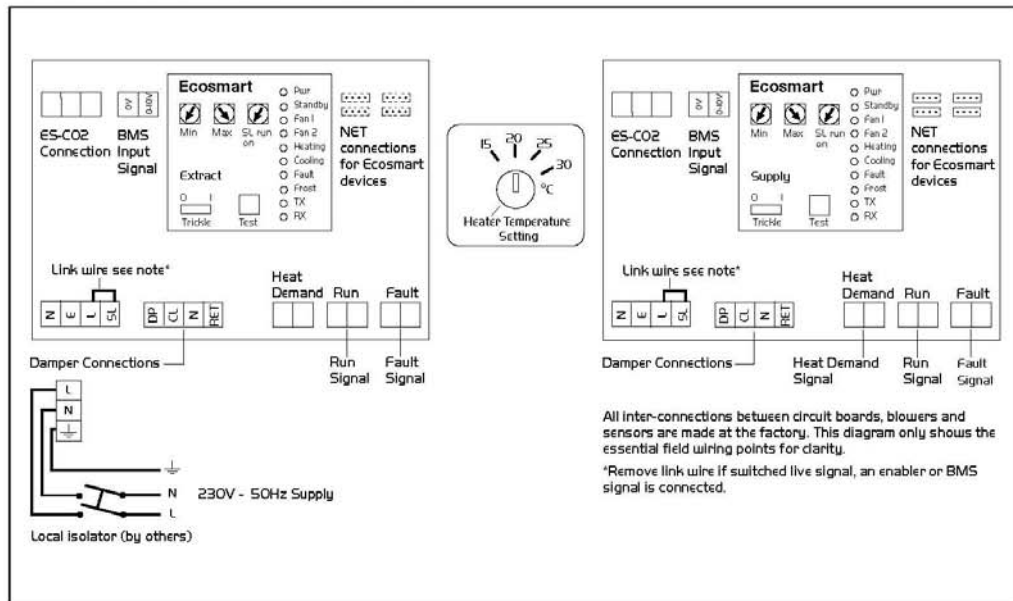 Ecosmart
Pwr
Standby
Fan 1
Fan 2
Heating
Cooling
Fault
Frost
TX
RX
Min
Max
SL run
on
Extract
O I
Trickle
Test
0V
0-10V
ES-CO2
Connection
BMS
Input
Signal
NET
connections
for Ecosmart
devices
Link wire see note*
N
E
L
SL
DP
CL
N
RET
Heat
Demand
Run
Fault
Damper Connections
Run
Signal
Fault
Signal
L
N
N
L
230V - 50Hz Supply
Local isolator (by others)
15
20
25
30
°C
Heater Temperature
Setting
Ecosmart
Pwr
Standby
Fan 1
Fan 2
Heating
Cooling
Fault
Frost
TX
RX
Min
Max
SL run
on
Supply
O I
Trickle
Test
0V
0-10V
ES-CO2
Connection
BMS
Input
Signal
NET
connections
for Ecosmart
devices
Link wire see note*
N
E
L
SL
DP
CL
N
RET
Heat
Demand
Run
Fault
Damper Connections
Heat Demand
Signal
Run
Signal
Fault
Signal
All inter-connections between circuit boards, blowers and
sensors are made at the factory. This diagram only shows the
essential field wiring points for clarity.
*Remove link wire if switched live signal, an enabler or BMS
signal is connected.